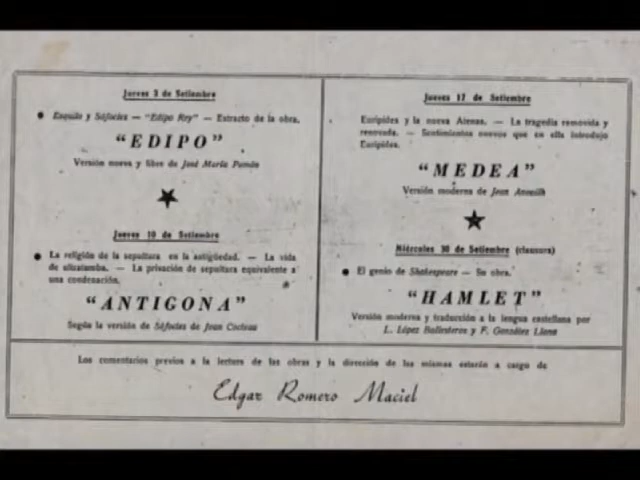 Jueves 3 de Setiembre
Esquilo y Sófocles — "Edipo Rey" — Extracto de la obra.
"EDIPO"
Versión nueva y libre de José María Pemán
Jueves 10 de Setiembre
La religión de la sepultura en la antigüedad. — La vida
de ultratumba. — La privación de sepultura equivalente a
una condenación.
"ANTIGONA"
Según la versión de Sófocles de Jean Cocteau
Jueves 17 de Setiembre
Eurípides y la nueva Atenas. — La tragedia removida y
renovada. — Sentimientos nuevos que en ella introdujo
Eurípides.
"MEDEA"
Versión moderna de Jean Anouilh
Miércoles 30 de Setiembre (clausura)
El genio de Shakespeare — Su obra.
"HAMLET"
Versión moderna y traducción a la lengua castellana por
L. López Ballesteros y F. González Llana
Los comentarios previos a la lectura de las obras y la dirección de las mismas estarán a cargo de
Edgar Romero Maciel